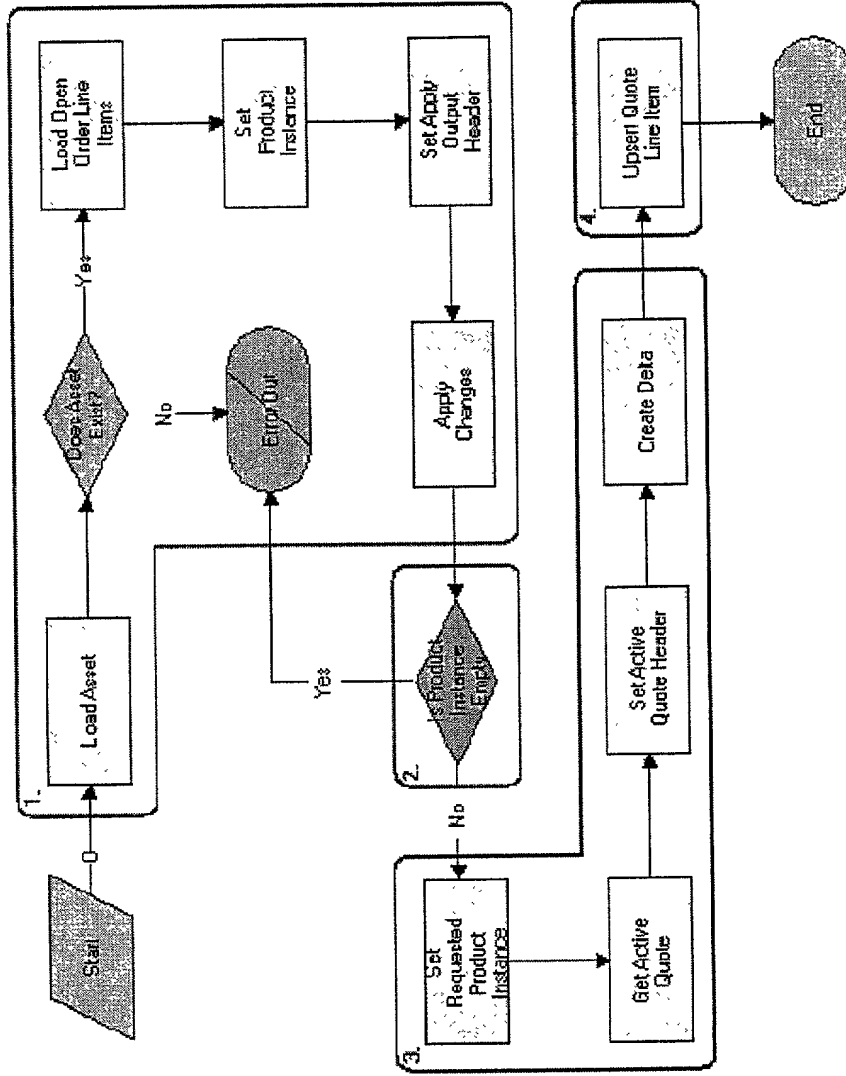 Start
0
1.
Load Asset
Does Asset
Exist?
Yes
No
Load Open
Order Line
Items
Set
Product
Instance
Set Apply
Output
Header
Error Out
Apply
Changes
2.
Is Product
Instance
Empty
Yes
No
3.
Set
Requested
Product
Instance
Get Active
Quote
Set Active
Quote Header
Create Delta
4.
Upsert Quote
Line Item
End